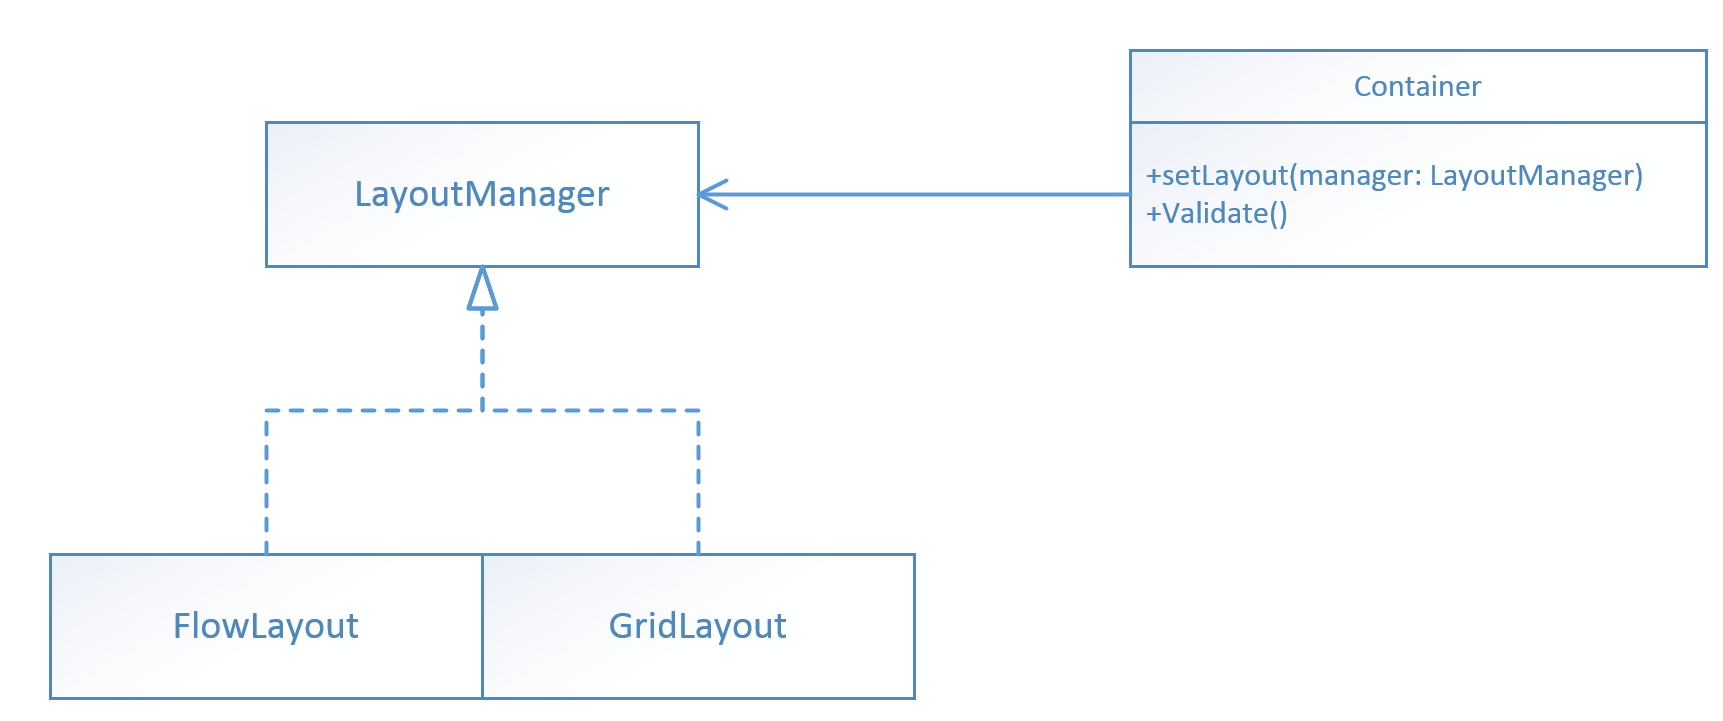 Container
LayoutManager
+setLayout(manager: LayoutManager)
+Validate()
FlowLayout
GridLayout